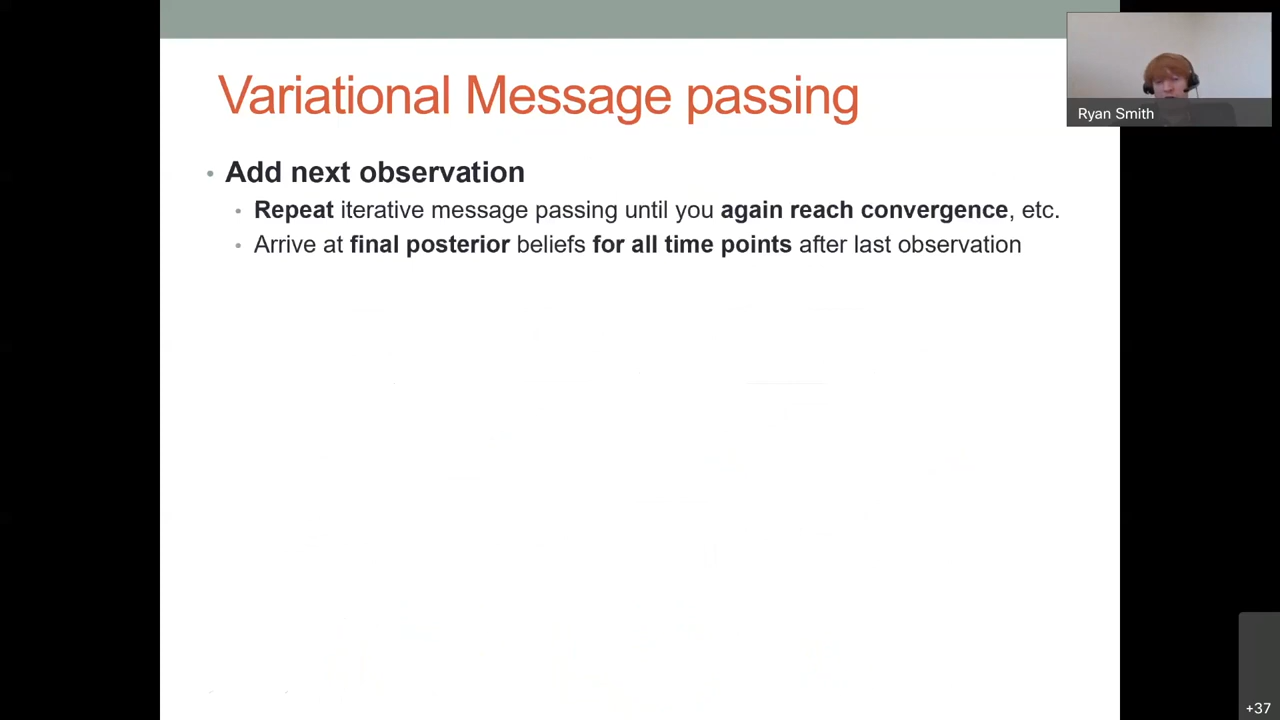 Variational Message passing
Ryan Smith
• Add next observation
• Repeat iterative message passing until you again reach convergence, etc.
• Arrive at final posterior beliefs for all time points after last observation
+37